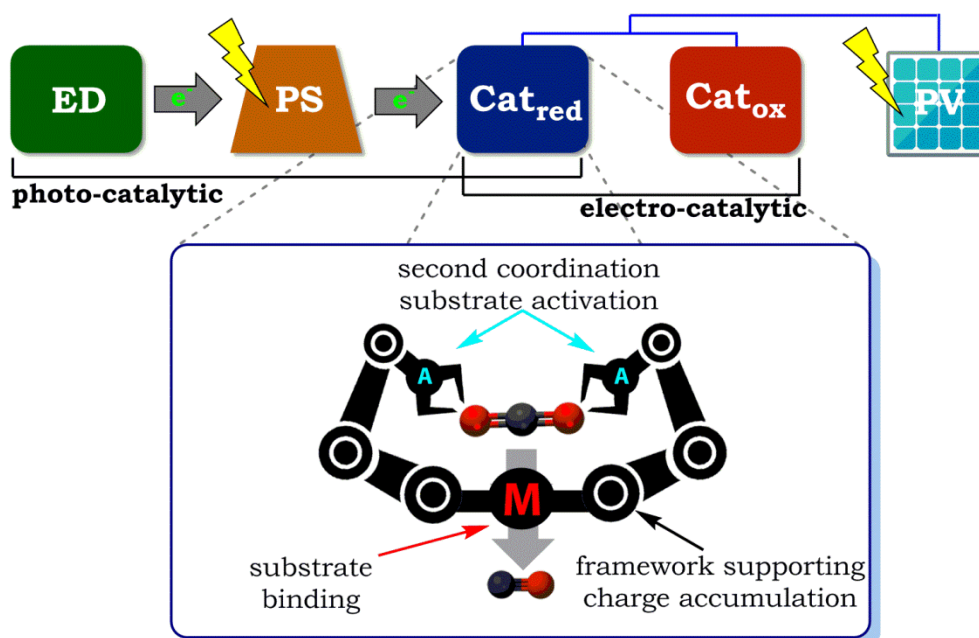 ED
e-
PS
e-
Catred
Catox
PV
photo-catalytic
electro-catalytic
second coordination
substrate activation
A
A
M
substrate
binding
framework supporting
charge accumulation